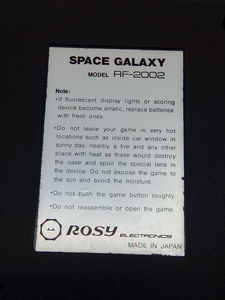 SPACE GALAXY
MODEL RF-2002
Note:
•If fluorescent display lights or scoring
device become erratic, replace batteries
with fresh ones.
•Do not leave your game in very hot
locations such as inside car window in
sunny day, nearby a fire and any other
place with heat as these would destroy
the case and spoil the special lens in
the device. Do not expose the game to
the sun and avoid the moisture.
•Do not push the game button roughly.
•Do not reassemble or open the game.
ROSY ELECTRONICS
MADE IN JAPAN